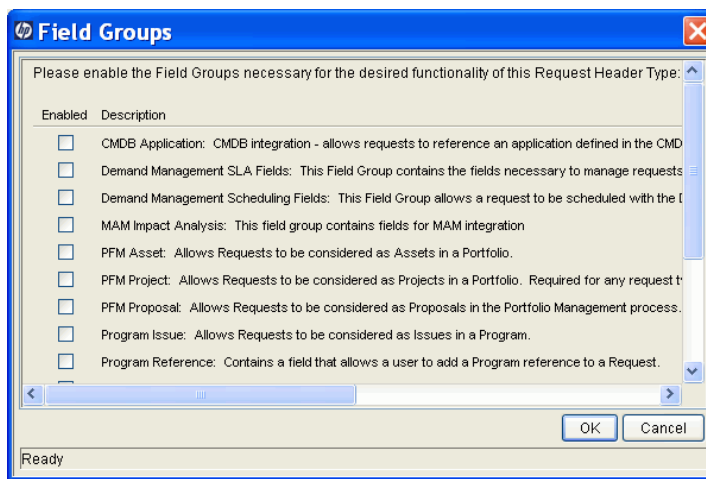 hp Field Groups
Please enable the Field Groups necessary for the desired functionality of this Request Header Type:
Enabled Description
CMDB Application: CMDB integration - allows requests to reference an application defined in the CMD
Demand Management SLA Fields: This Field Group contains the fields necessary to manage requests
Demand Management Scheduling Fields: This Field Group allows a request to be scheduled with the
MAM Impact Analysis: This field group contains fields for MAM integration
PFM Asset: Allows Requests to be considered as Assets in a Portfolio.
PFM Project: Allows Requests to be considered as Projects in a Portfolio. Required for any request
PFM Proposal: Allows Requests to be considered as Proposals in the Portfolio Management process.
Program Issue: Allows Requests to be considered as Issues in a Program.
Program Reference: Contains a field that allows a user to add a Program reference to a Request.
OK Cancel
Ready